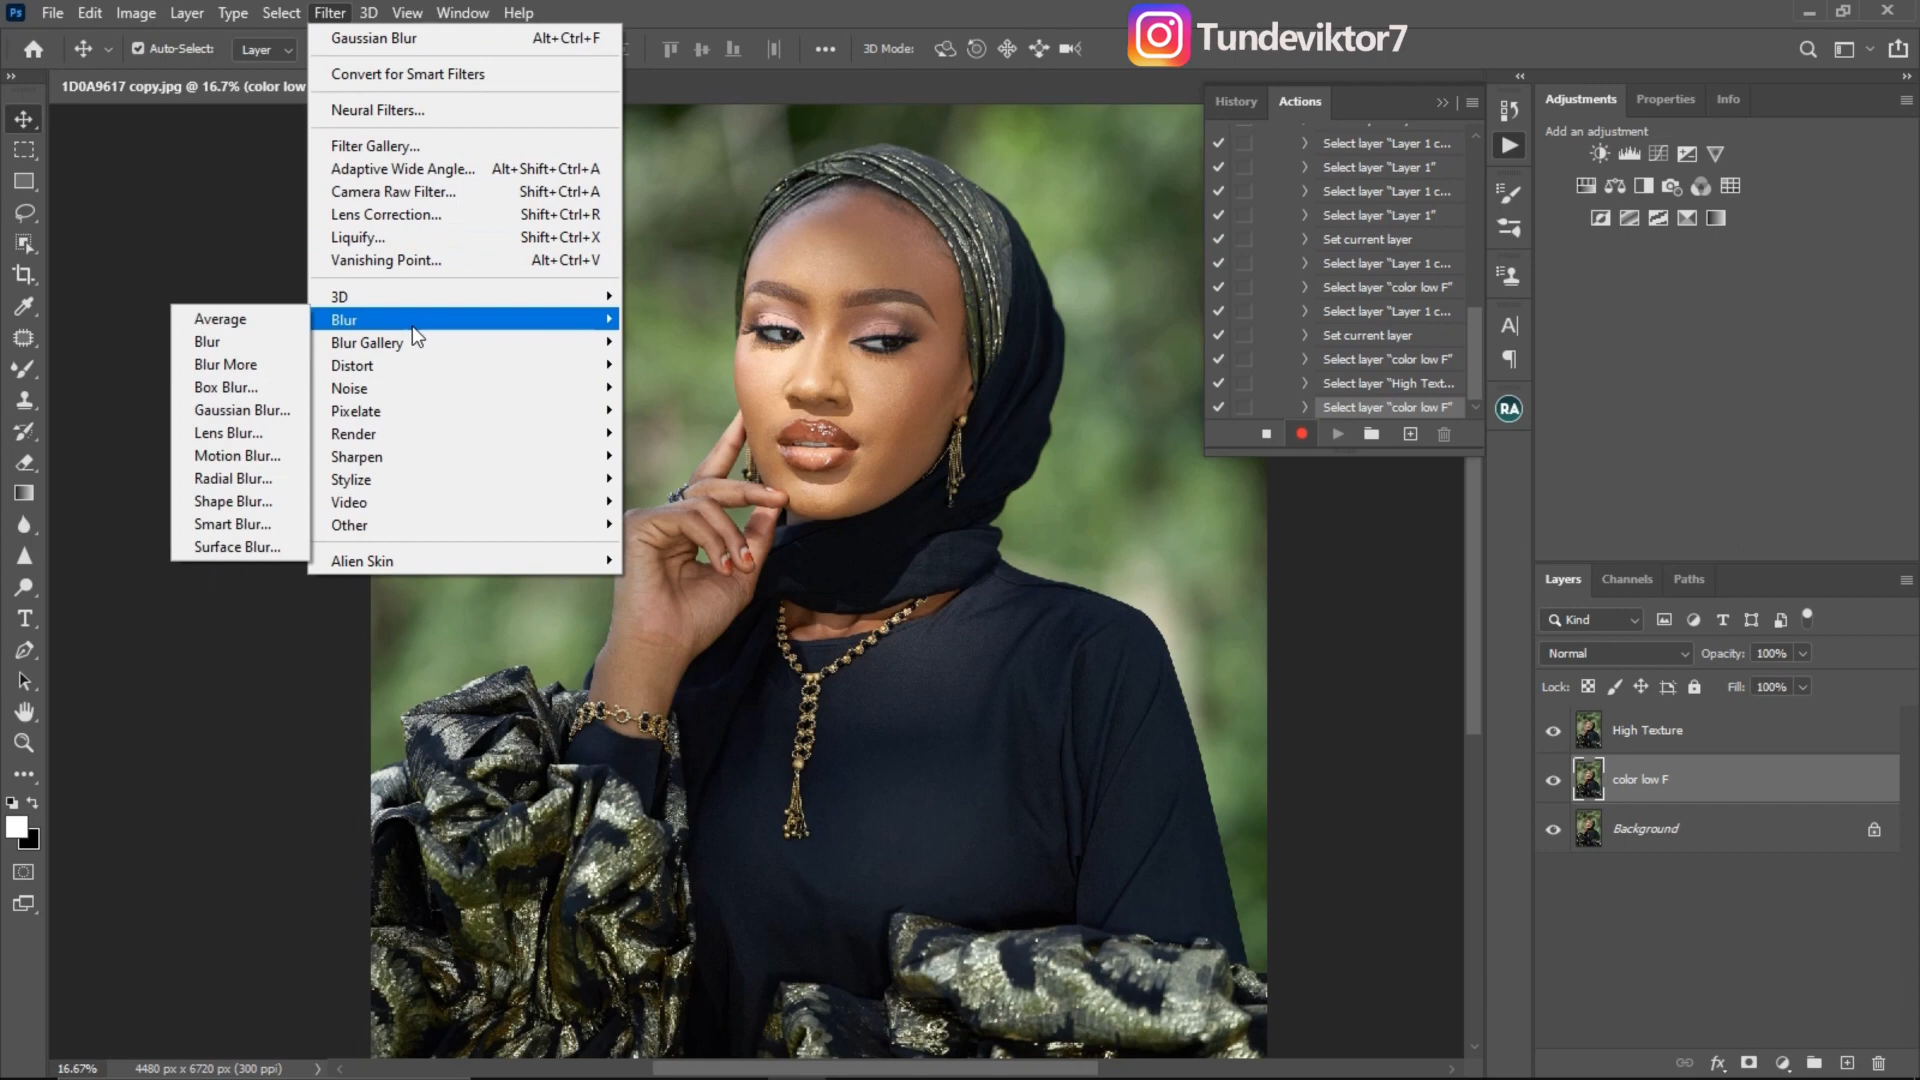 Ps File Edit Image Layer Type Select Filter 3D View Window Help
Auto-Select: Layer 3D Mode:
Tundeviktor7
1D0A9617 copy.jpg @ 16.7% (color low
Gaussian Blur Alt+Ctrl+F
Convert for Smart Filters
Neural Filters...
Filter Gallery...
Adaptive Wide Angle... Alt+Shift+Ctrl+A
Camera Raw Filter... Shift+Ctrl+A
Lens Correction... Shift+Ctrl+R
Liquify... Shift+Ctrl+X
Vanishing Point... Alt+Ctrl+V
3D
Blur
Blur Gallery
Distort
Noise
Pixelate
Render
Sharpen
Stylize
Video
Other
Alien Skin
Average
Blur
Blur More
Box Blur...
Gaussian Blur...
Lens Blur...
Motion Blur...
Radial Blur...
Shape Blur...
Smart Blur...
Surface Blur...
History Actions
Select layer "Layer 1 c...
Select layer "Layer 1"
Select layer "Layer 1 c...
Select layer "Layer 1"
Set current layer
Select layer "Layer 1 c...
Select layer "color low F"
Select layer "Layer 1 c...
Set current layer
Select layer "color low F"
Select layer "High Text...
Select layer "color low F"
RA
Adjustments Properties Info
Add an adjustment
Layers Channels Paths
Kind
Normal Opacity: 100%
Lock: Fill: 100%
High Texture
color low F
Background
16.67% 4480 px x 6720 px (300 ppi)